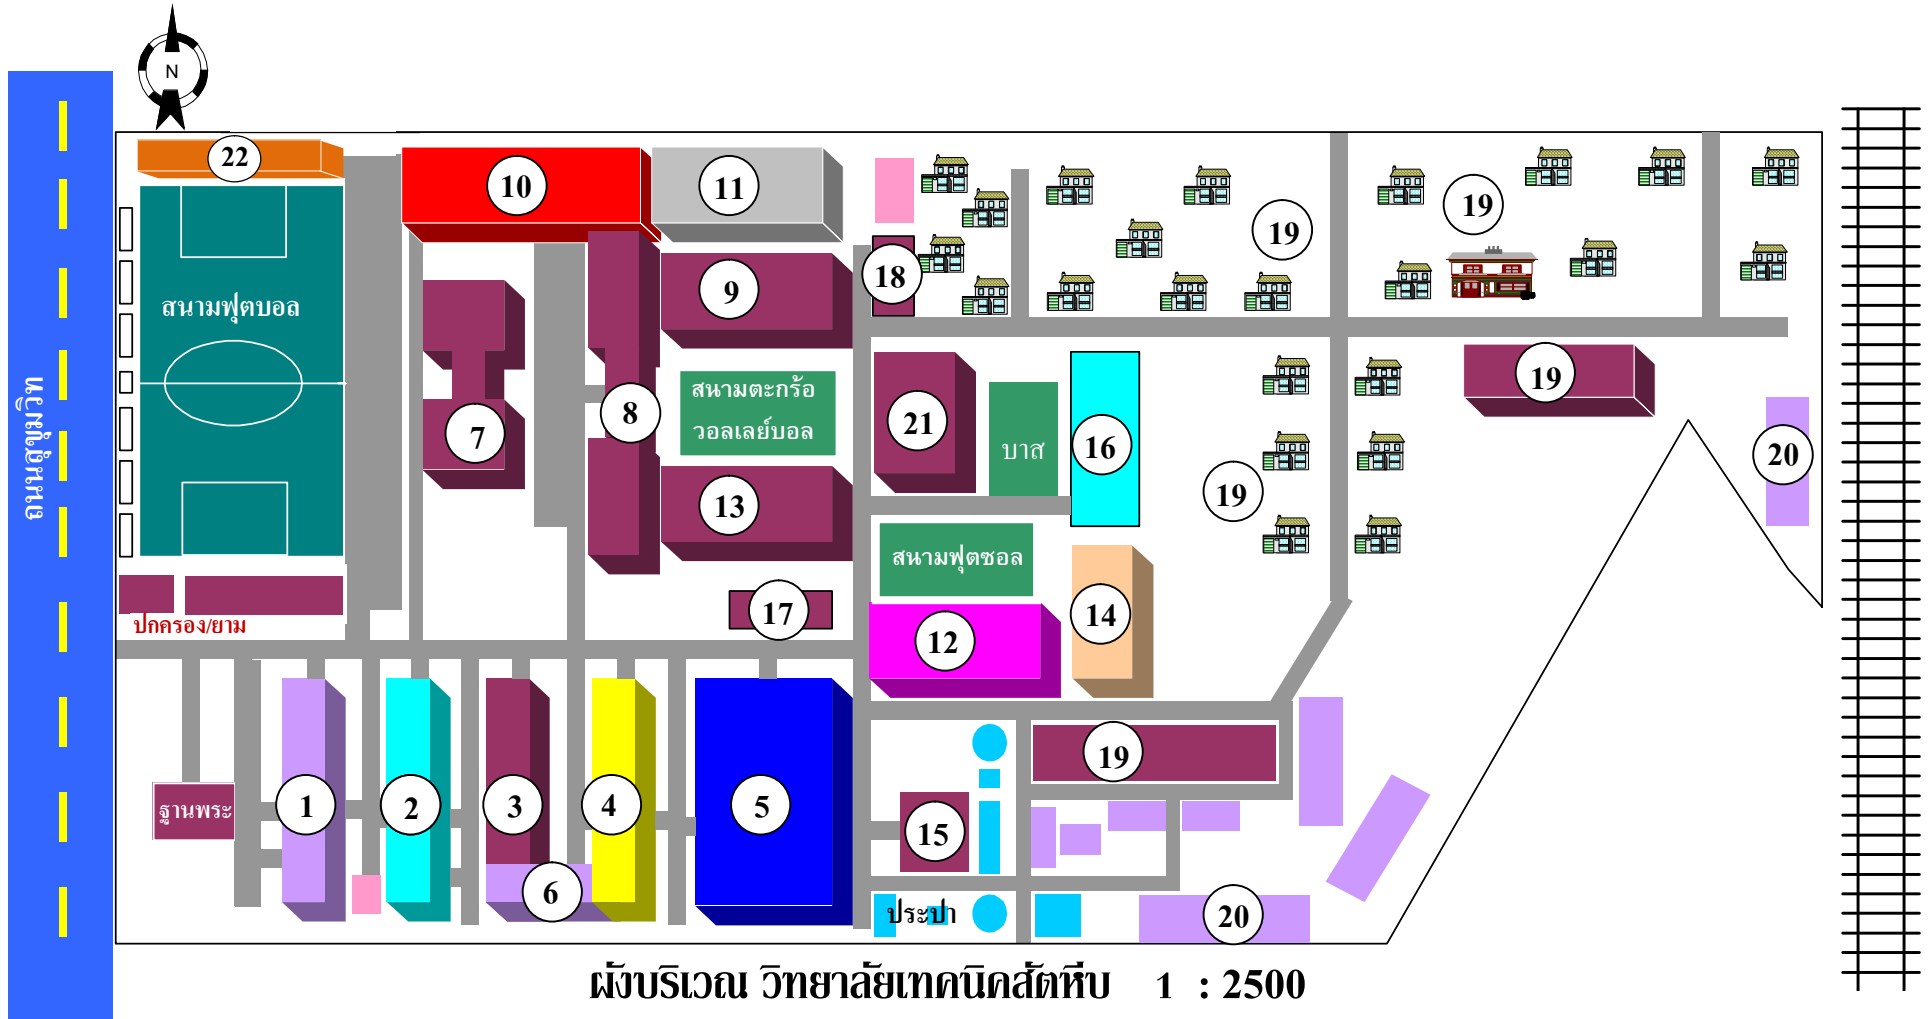 N
22
10
11
19
19
18
9
สนามฟุตบอล
สนามตะกร้อ
วอลเลย์บอล
19
7
8
21
บาส
16
20
13
19
สนามฟุตซอล
17
12
14
ปกครอง/ยาม
19
ฐานพระ
1
2
3
4
5
15
6
ประปา
20
ถนนสุขุมวิท
ผังบริเวณ วิทยาลัยเทคนิคสัตหีบ 1 : 2500